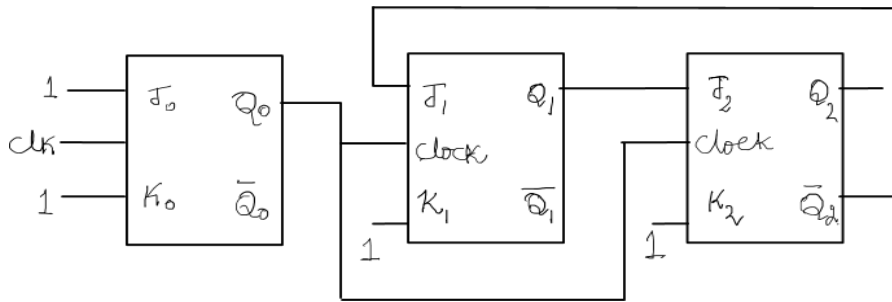 1 J₀ Q₀
clk
1 K₀ Q̅₀
J₁ Q₁
clock
K₁ Q̅₁
1
J₂ Q₂
clock
K₂ Q̅₂
1